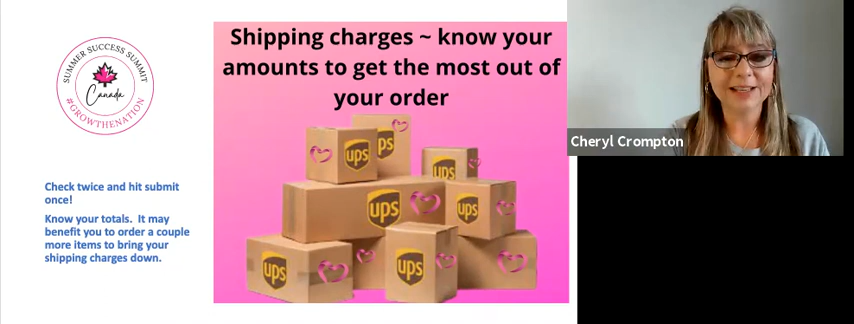 SUMMER SUCCESS SUMMIT
Canada
#GROWTHENATION
Check twice and hit submit
once!
Know your totals.  It may
benefit you to order a couple
more items to bring your
shipping charges down.
Shipping charges ~ know your
amounts to get the most out of
your order
ups
ps
ups
ups
ups
ups
ups
Cheryl Crompton